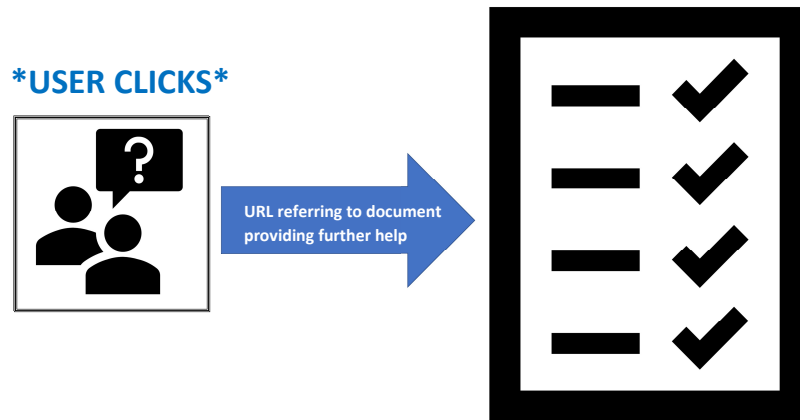 *USER CLICKS*
?
URL referring to document
providing further help